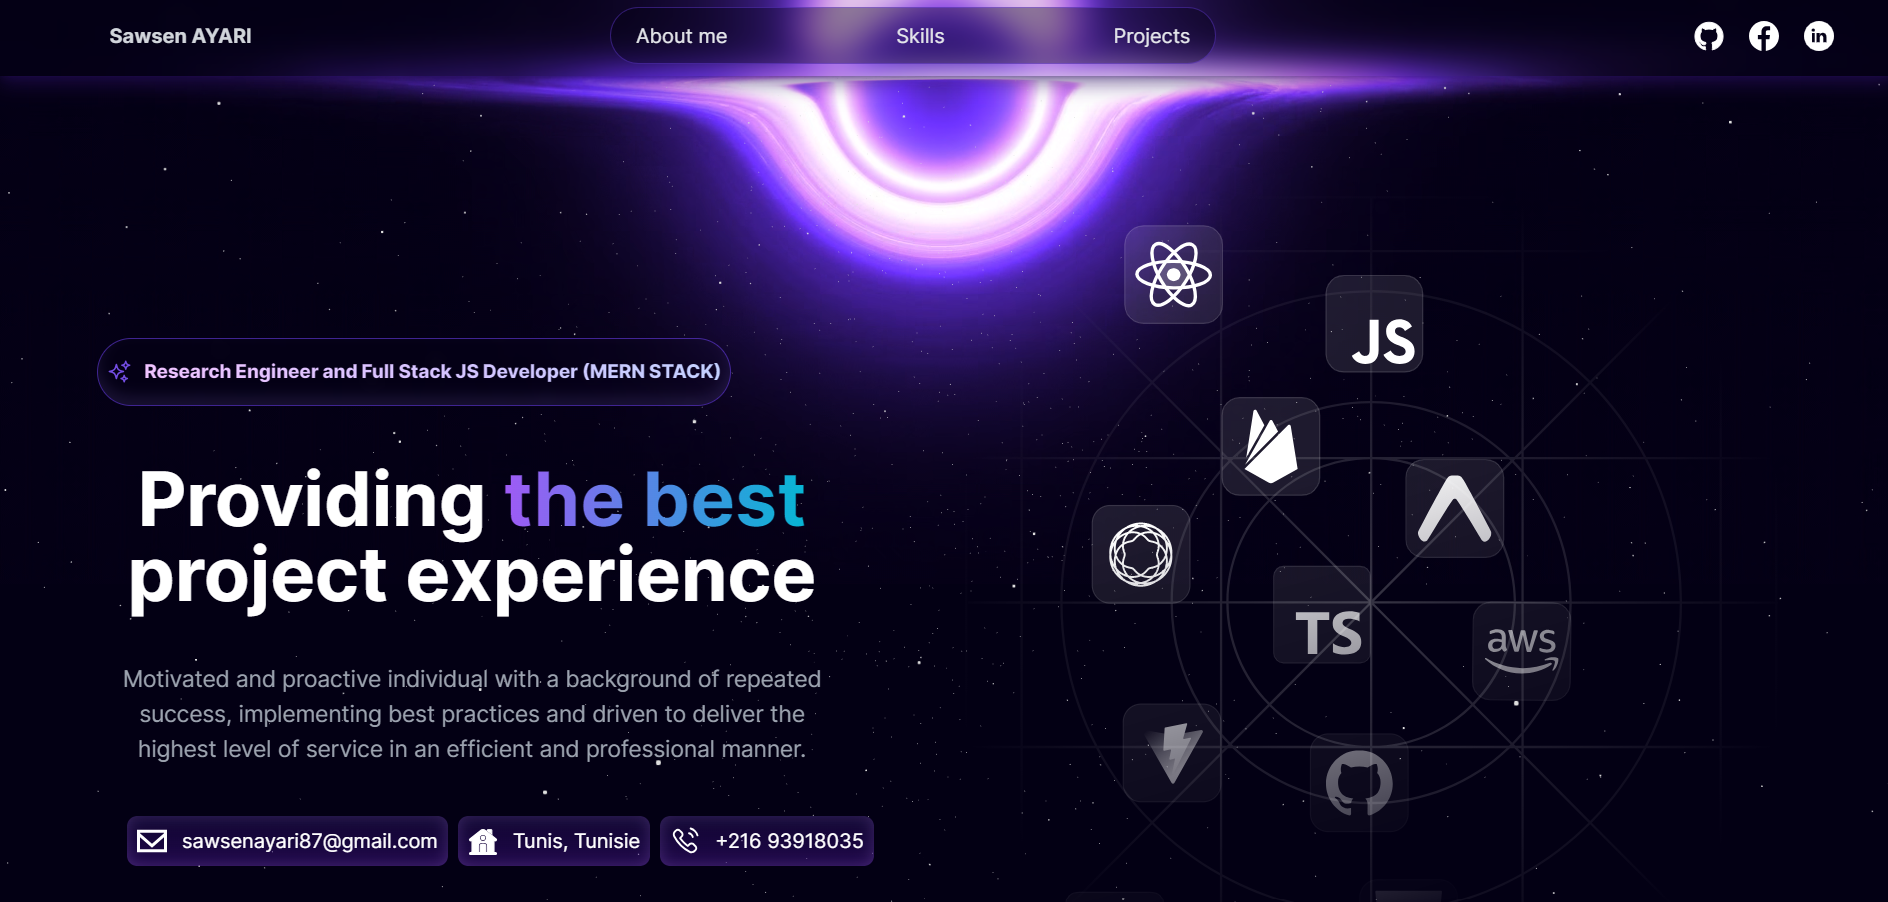 Sawsen AYARI
About me
Skills
Projects
in
Research Engineer and Full Stack JS Developer (MERN STACK)
Providing the best
project experience
Motivated and proactive individual with a background of repeated
success, implementing best practices and driven to deliver the
highest level of service in an efficient and professional manner.
sawsenayari87@gmail.com
Tunis, Tunisie
+216 93918035
JS
TS
aws